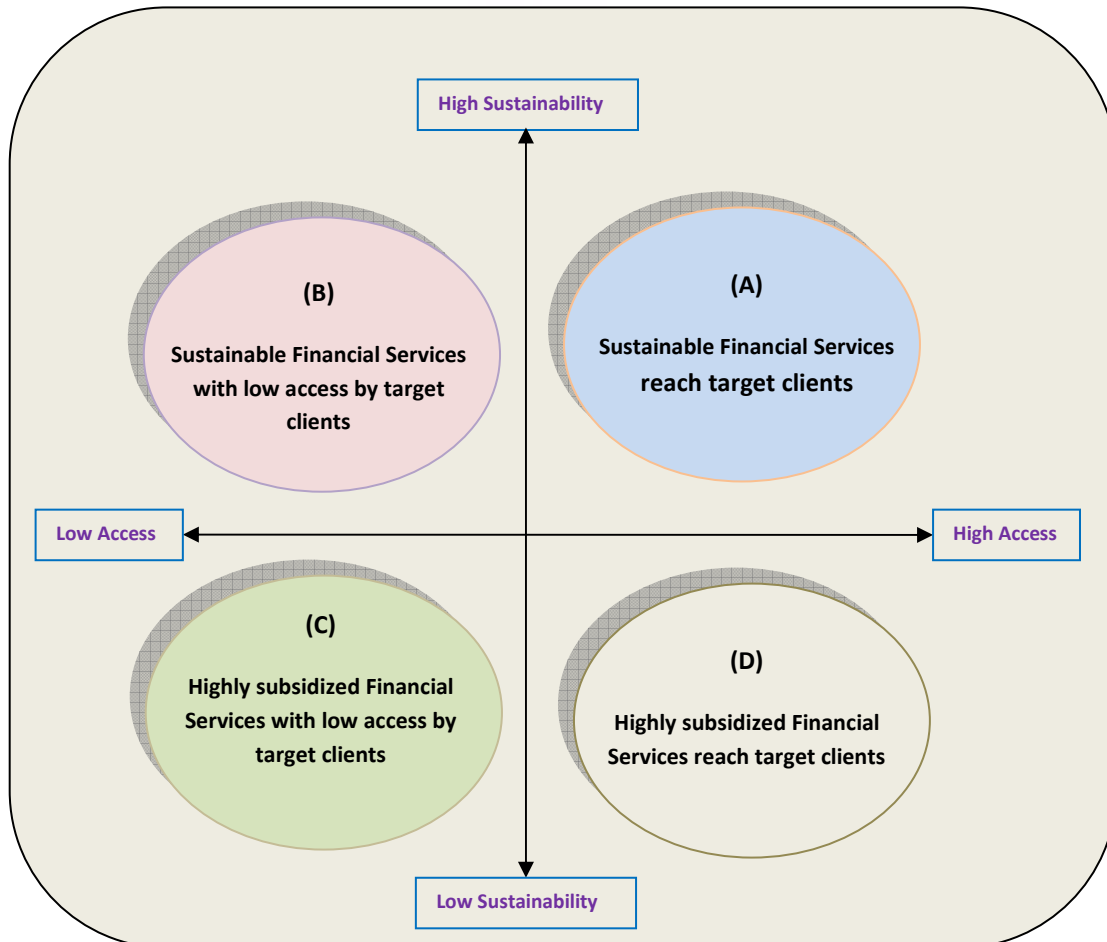 High Sustainability
(B)
Sustainable Financial Services
with low access by target
clients
(A)
Sustainable Financial Services
reach target clients
Low Access
High Access
(C)
Highly subsidized Financial
Services with low access by
target clients
(D)
Highly subsidized Financial
Services reach target clients
Low Sustainability